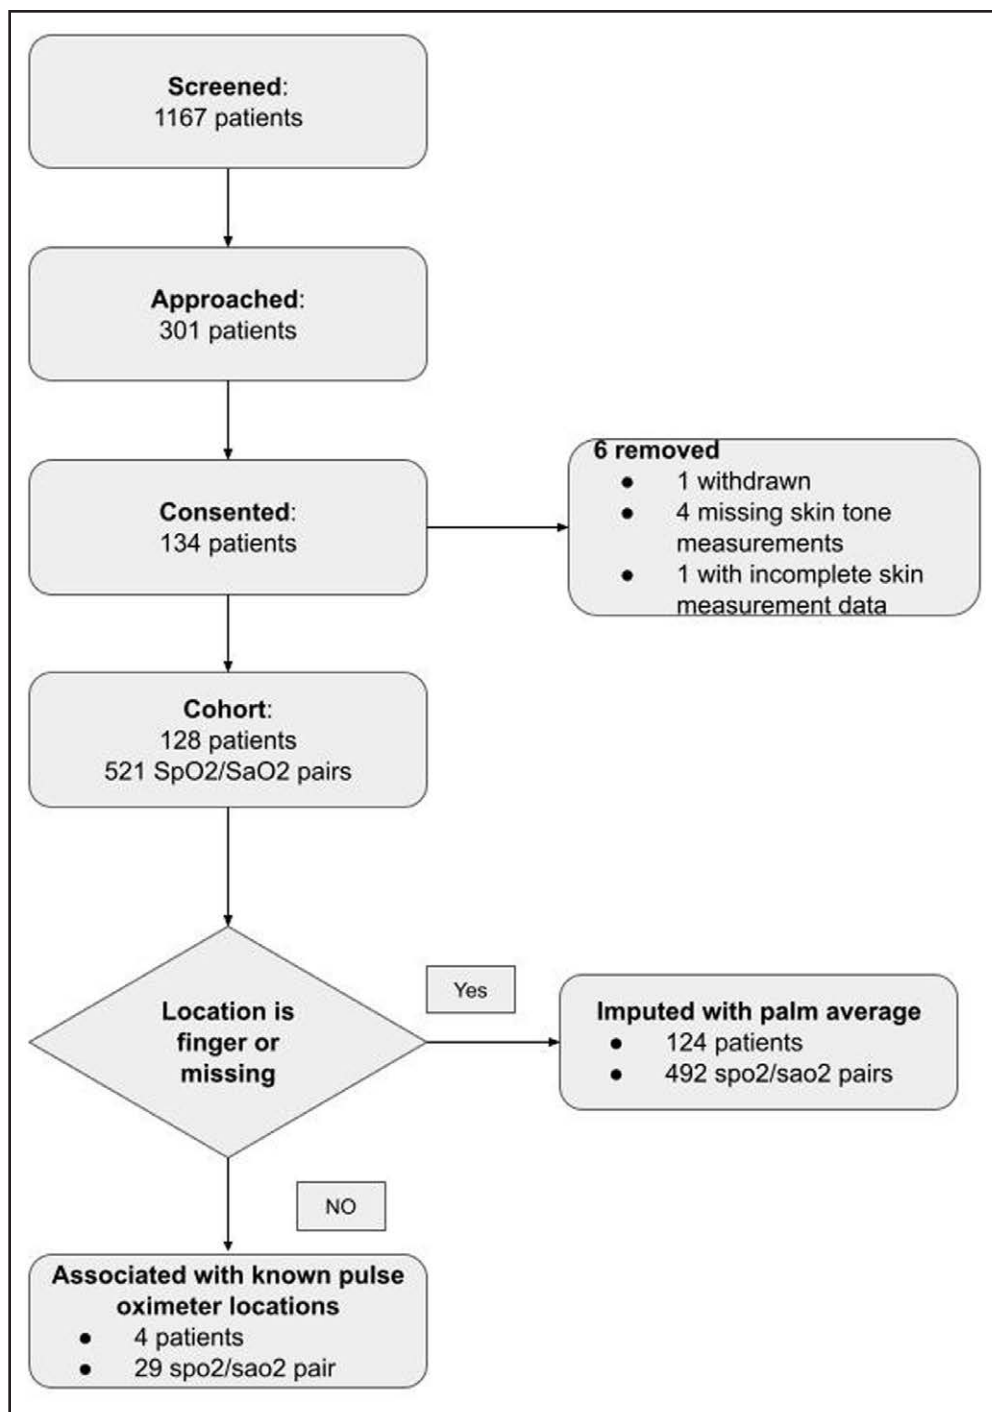 Screened:
1167 patients
Approached:
301 patients
Consented:
134 patients
6 removed
● 1 withdrawn
● 4 missing skin tone
measurements
● 1 with incomplete skin
measurement data
Cohort:
128 patients
521 SpO2/SaO2 pairs
Location is
finger or
missing
Yes
Imputed with palm average
● 124 patients
● 492 spo2/sao2 pairs
NO
Associated with known pulse
oximeter locations
● 4 patients
● 29 spo2/sao2 pair